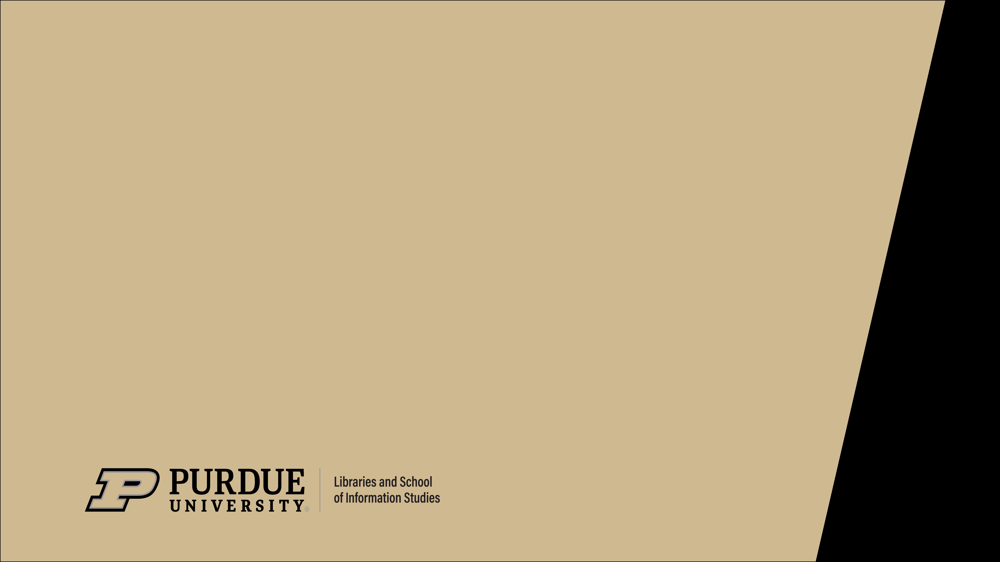 P PURDUE
UNIVERSITY®
Libraries and School
of Information Studies